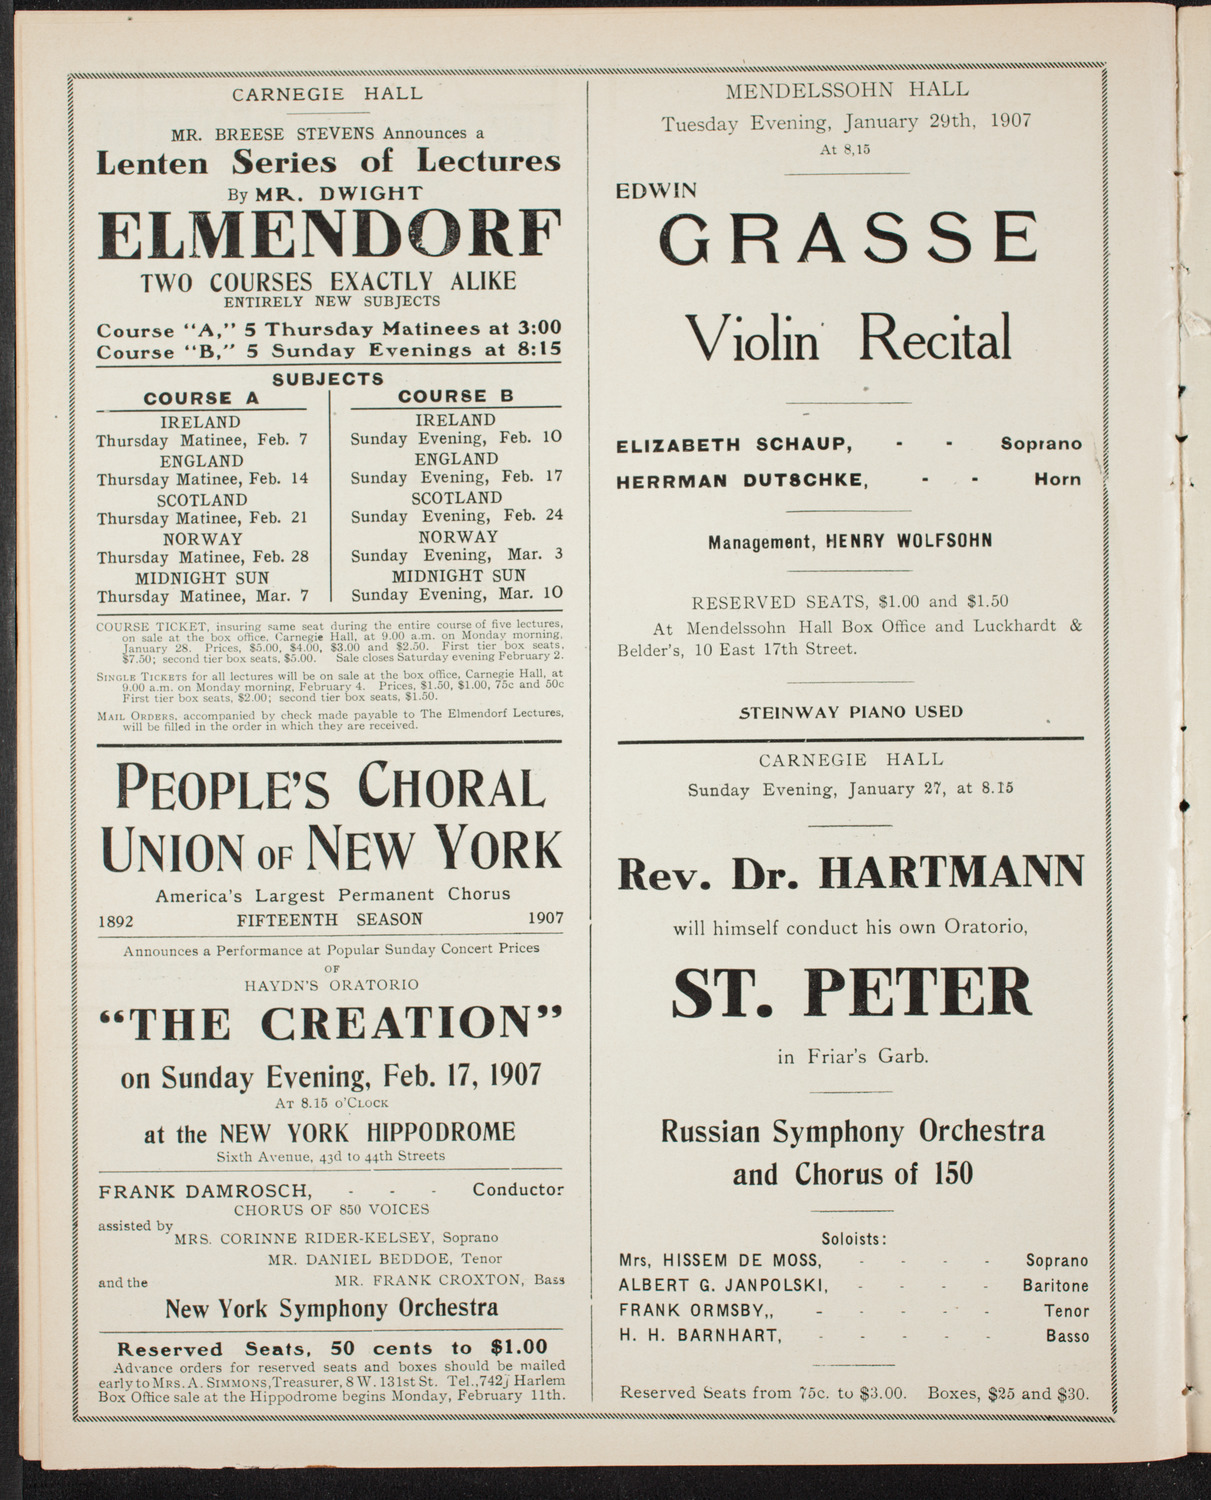 CARNEGIE HALL
MR. BREESE STEVENS Announces a
Lenten Series of Lectures
By MR. DWIGHT
ELMENDORF
TWO COURSES EXACTLY ALIKE
ENTIRELY NEW SUBJECTS
Course "A," 5 Thursday Matinees at 3:00
Course "B," 5 Sunday Evenings at 8:15
SUBJECTS
COURSE A
IRELAND
Thursday Matinee, Feb. 7
ENGLAND
Thursday Matinee, Feb. 14
SCOTLAND
Thursday Matinee, Feb. 21
NORWAY
Thursday Matinee, Feb. 28
MIDNIGHT SUN
Thursday Matinee, Mar. 7
COURSE B
IRELAND
Sunday Evening, Feb. 10
ENGLAND
Sunday Evening, Feb. 17
SCOTLAND
Sunday Evening, Feb. 24
NORWAY
Sunday Evening, Mar. 3
MIDNIGHT SUN
Sunday Evening, Mar. 10
COURSE TICKET, insuring same seat during the entire course of five lectures,
on sale at the box office, Carnegie Hall, at 9.00 a.m. on Monday morning,
January 28. Prices, $5.00, $4.00, $3.00 and $2.50. First tier box seats,
$7.50; second tier box seats, $5.00. Sale closes Saturday evening February 2.
SINGLE TICKETS for all lectures will be on sale at the box office, Carnegie Hall, at
9.00 a.m. on Monday morning, February 4. Prices, $1.50, $1.00, 75c and 50c
First tier box seats, $2.00; second tier box seats, $1.50.
MAIL ORDERS, accompanied by check made payable to The Elmendorf Lectures,
will be filled in the order in which they are received.
PEOPLE'S CHORAL
UNION OF NEW YORK
America's Largest Permanent Chorus
1892 FIFTEENTH SEASON 1907
Announces a Performance at Popular Sunday Concert Prices
OF
HAYDN'S ORATORIO
"THE CREATION"
on Sunday Evening, Feb. 17, 1907
AT 8.15 O'CLOCK
at the NEW YORK HIPPODROME
Sixth Avenue, 43d to 44th Streets
FRANK DAMROSCH, - - - Conductor
CHORUS OF 850 VOICES
assisted by
MRS. CORINNE RIDER-KELSEY, Soprano
MR. DANIEL BEDDOE, Tenor
and the MR. FRANK CROXTON, Bass
New York Symphony Orchestra
Reserved Seats, 50 cents to $1.00
Advance orders for reserved seats and boxes should be mailed
early to MRS. A. SIMMONS, Treasurer, 8 W. 131st St. Tel., 742j Harlem
Box Office sale at the Hippodrome begins Monday, February 11th.
MENDELSSOHN HALL
Tuesday Evening, January 29th, 1907
At 8,15
EDWIN
GRASSE
Violin Recital
ELIZABETH SCHAUP, - - Soprano
HERRMAN DUTSCHKE, - - Horn
Management, HENRY WOLFSOHN
RESERVED SEATS, $1.00 and $1.50
At Mendelssohn Hall Box Office and Luckhardt &
Belder's, 10 East 17th Street.
STEINWAY PIANO USED
CARNEGIE HALL
Sunday Evening, January 27, at 8.15
Rev. Dr. HARTMANN
will himself conduct his own Oratorio,
ST. PETER
in Friar's Garb.
Russian Symphony Orchestra
and Chorus of 150
Soloists:
Mrs, HISSEM DE MOSS, - - - - Soprano
ALBERT G. JANPOLSKI, - - - - Baritone
FRANK ORMSBY,, - - - - - Tenor
H. H. BARNHART, - - - - - Basso
Reserved Seats from 75c. to $3.00. Boxes, $25 and $30.